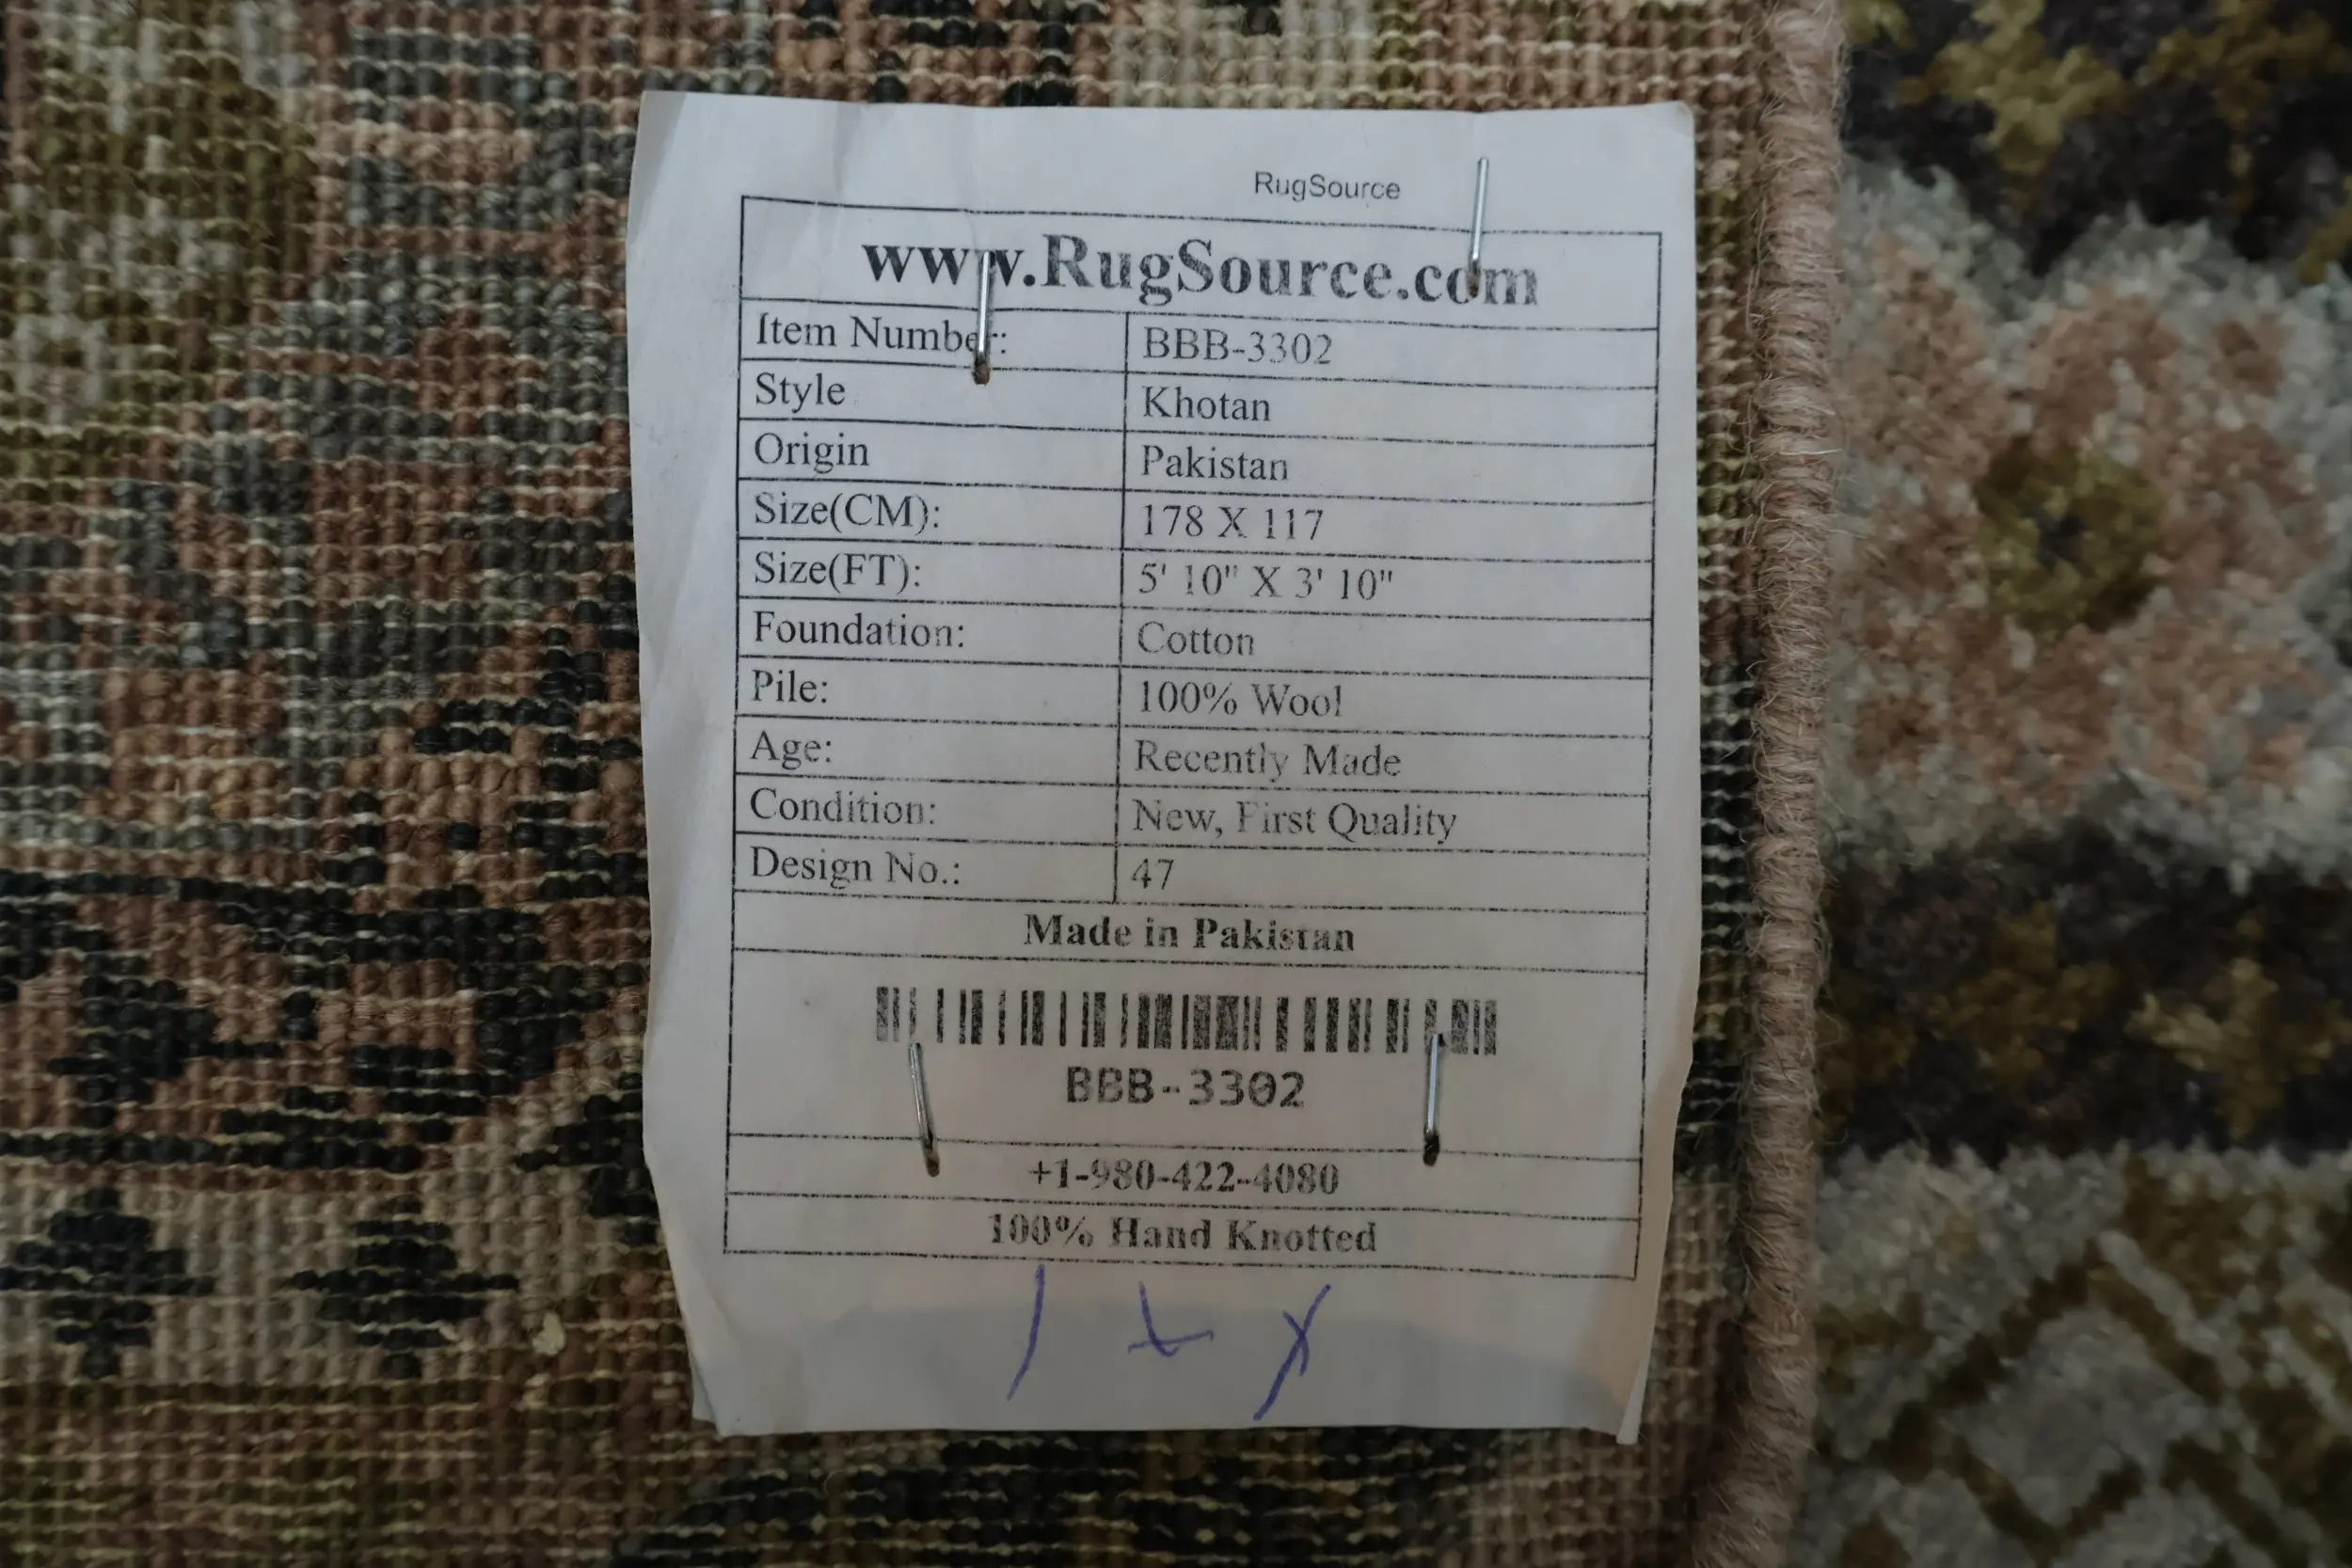 RugSource
www.RugSource.com
Item Number: BBB-3302
Style Khotan
Origin Pakistan
Size(CM): 178 X 117
Size(FT): 5' 10" X 3' 10"
Foundation: Cotton
Pile: 100% Wool
Age: Recently Made
Condition: New, First Quality
Design No.: 47
Made in Pakistan
BBB-3302
+1-980-422-4080
100% Hand Knotted